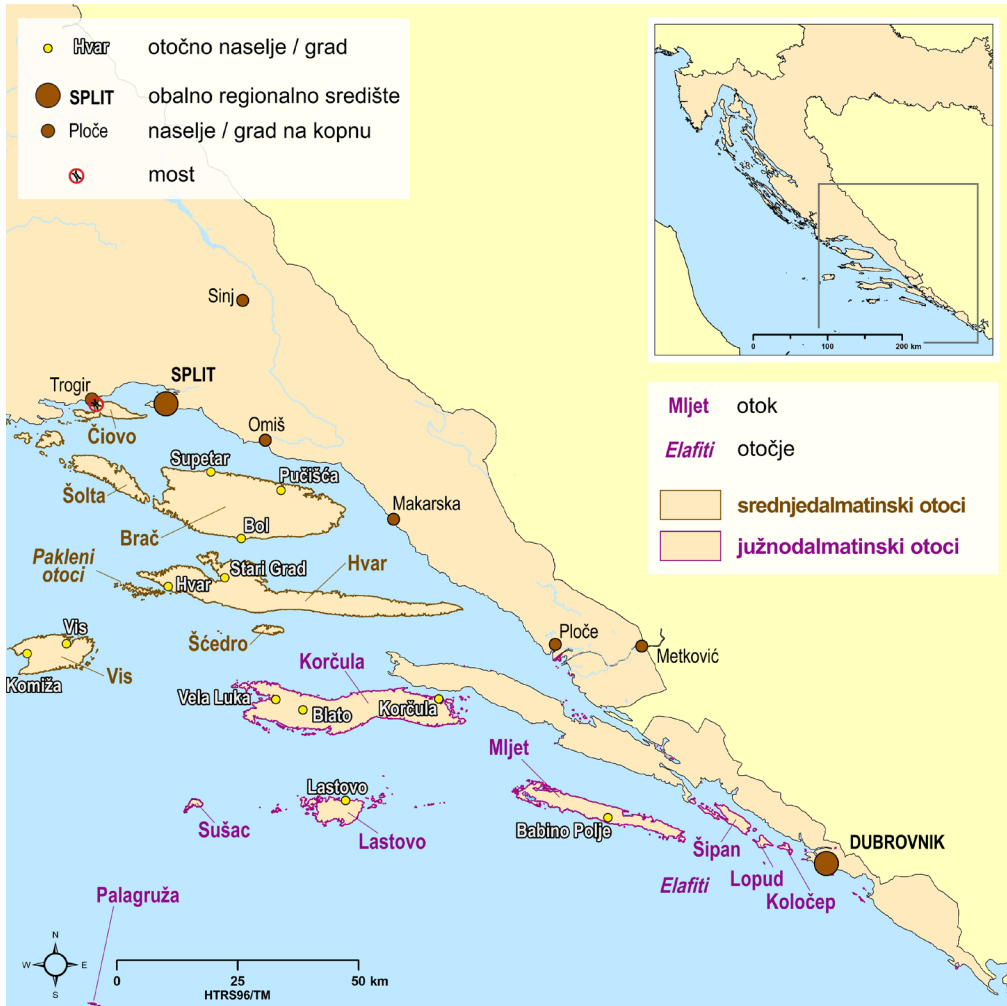 Hvar otočno naselje / grad
SPLIT obalno regionalno središte
Ploče naselje / grad na kopnu
most
0 100 200 km
Mljet otok
Elafiti otočje
srednjedalmatinski otoci
južnodalmatinski otoci
Sinj
Trogir
SPLIT
Čiovo
Omiš
Supetar
Pučišća
Šolta
Makarska
Brač
Bol
Pakleni
otoci
Hvar
Stari Grad
Hvar
Šćedro
Ploče
Metković
Vis
Komiža
Vis
Korčula
Vela Luka
Blato
Korčula
Mljet
Lastovo
Sušac
Lastovo
Babino Polje
Šipan
DUBROVNIK
Elafiti
Lopud
Koločep
Palagruža
N
W E
S
0 25 50 km
HTRS96/TM